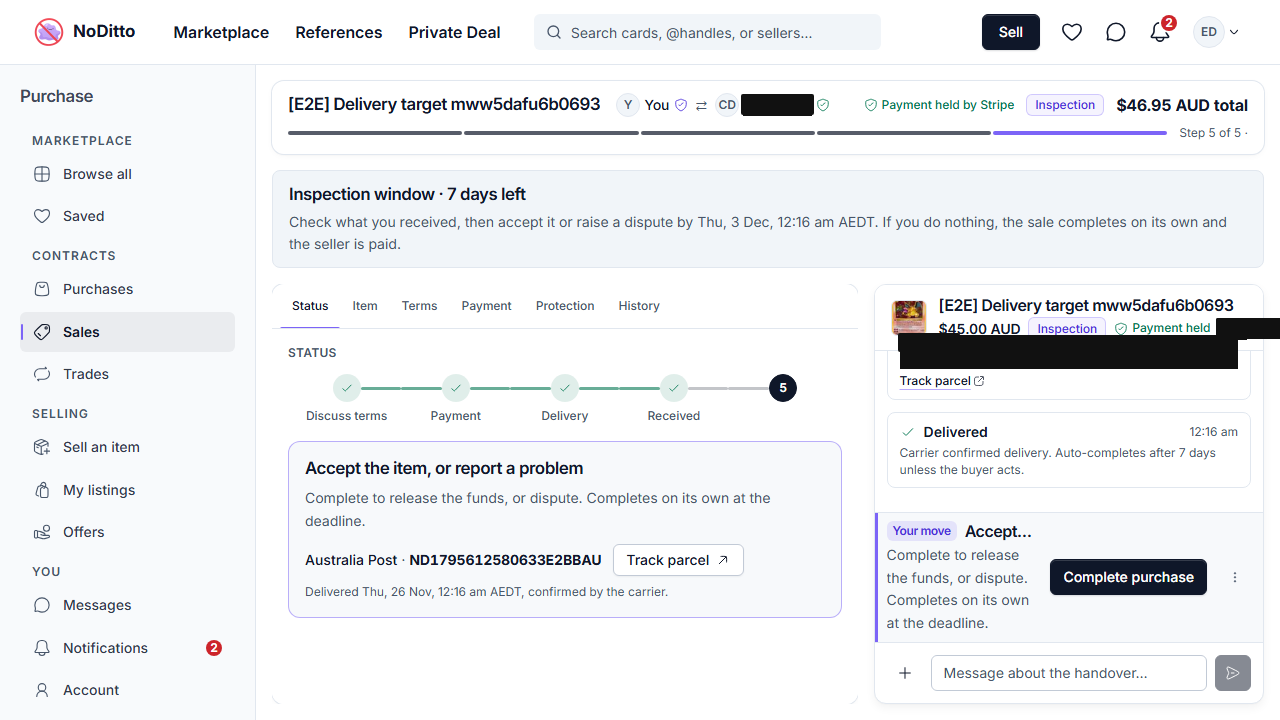 NoDitto
Marketplace
References
Private Deal
Search cards, @handles, or sellers...
Sell
2
ED
Purchase
MARKETPLACE
Browse all
Saved
CONTRACTS
Purchases
Sales
Trades
SELLING
Sell an item
My listings
Offers
YOU
Messages
Notifications
2
Account
[E2E] Delivery target mww5dafu6b0693
Y
You
CD
Payment held by Stripe
Inspection
$46.95 AUD total
Step 5 of 5 ·
Inspection window · 7 days left
Check what you received, then accept it or raise a dispute by Thu, 3 Dec, 12:16 am AEDT. If you do nothing, the sale completes on its own and
the seller is paid.
Status
Item
Terms
Payment
Protection
History
STATUS
5
Discuss terms
Payment
Delivery
Received
Accept the item, or report a problem
Complete to release the funds, or dispute. Completes on its own at the
deadline.
Australia Post · ND1795612580633E2BBAU
Track parcel
Delivered Thu, 26 Nov, 12:16 am AEDT, confirmed by the carrier.
[E2E] Delivery target mww5dafu6b0693
$45.00 AUD
Inspection
Payment held
Track parcel
Delivered
12:16 am
Carrier confirmed delivery. Auto-completes after 7 days
unless the buyer acts.
Your move
Accept...
Complete to release
the funds, or dispute.
Completes on its own
at the deadline.
Complete purchase
Message about the handover...